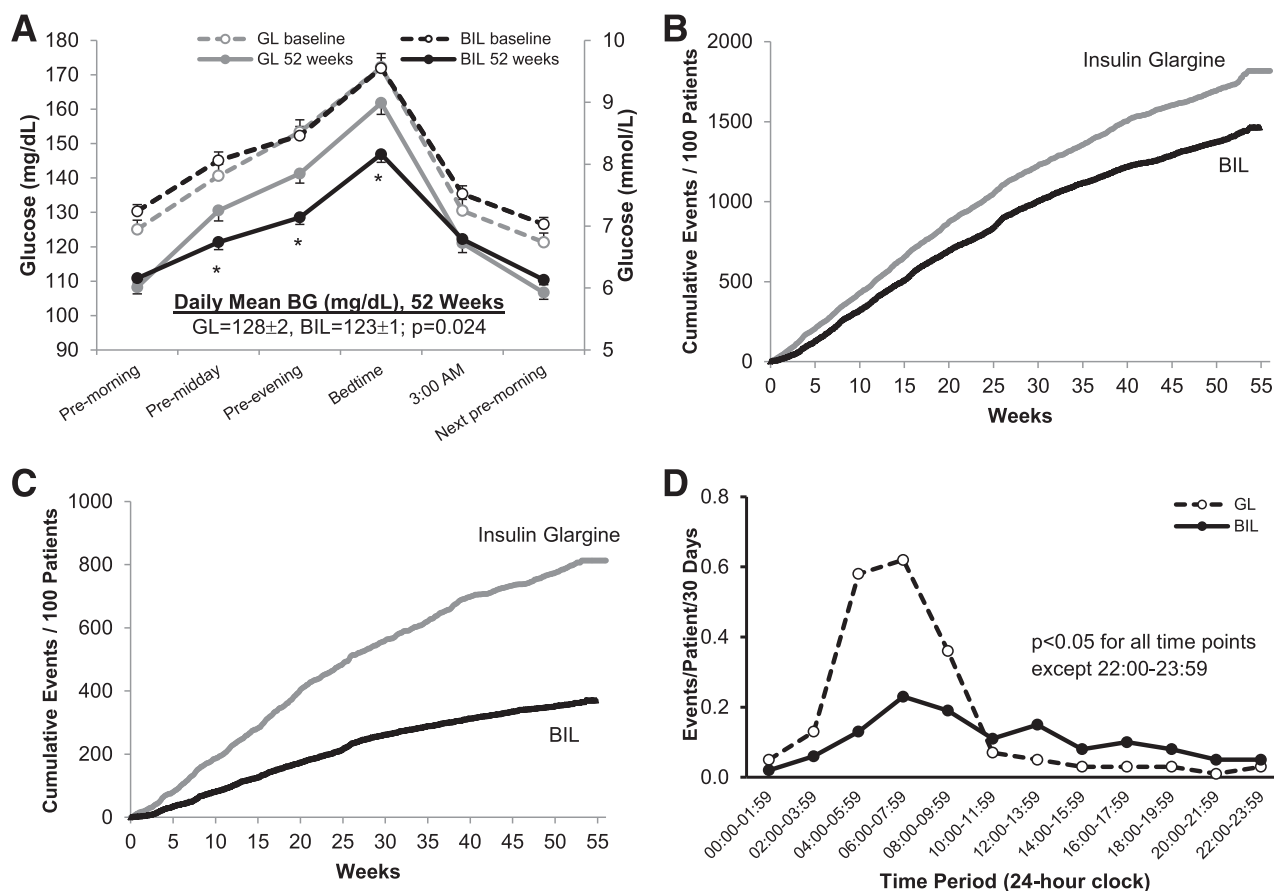 A
GL baseline
BIL baseline
GL 52 weeks
BIL 52 weeks
Glucose (mg/dL)
180
170
160
150
140
130
120
110
100
90
Glucose (mmol/L)
10
9
8
7
6
5
*
*
*
Daily Mean BG (mg/dL), 52 Weeks
GL=128±2, BIL=123±1; p=0.024
Pre-morning
Pre-midday
Pre-evening
Bedtime
3:00 AM
Next pre-morning
B
Cumulative Events / 100 Patients
2000
1500
1000
500
0
Insulin Glargine
BIL
0 5 10 15 20 25 30 35 40 45 50 55
Weeks
C
Cumulative Events / 100 Patients
1000
800
600
400
200
0
Insulin Glargine
BIL
0 5 10 15 20 25 30 35 40 45 50 55
Weeks
D
Events/Patient/30 Days
0.8
0.6
0.4
0.2
0.0
GL
BIL
p<0.05 for all time points
except 22:00-23:59
00:00-01:59
02:00-03:59
04:00-05:59
06:00-07:59
08:00-09:59
10:00-11:59
12:00-13:59
14:00-15:59
16:00-17:59
18:00-19:59
20:00-21:59
22:00-23:59
Time Period (24-hour clock)